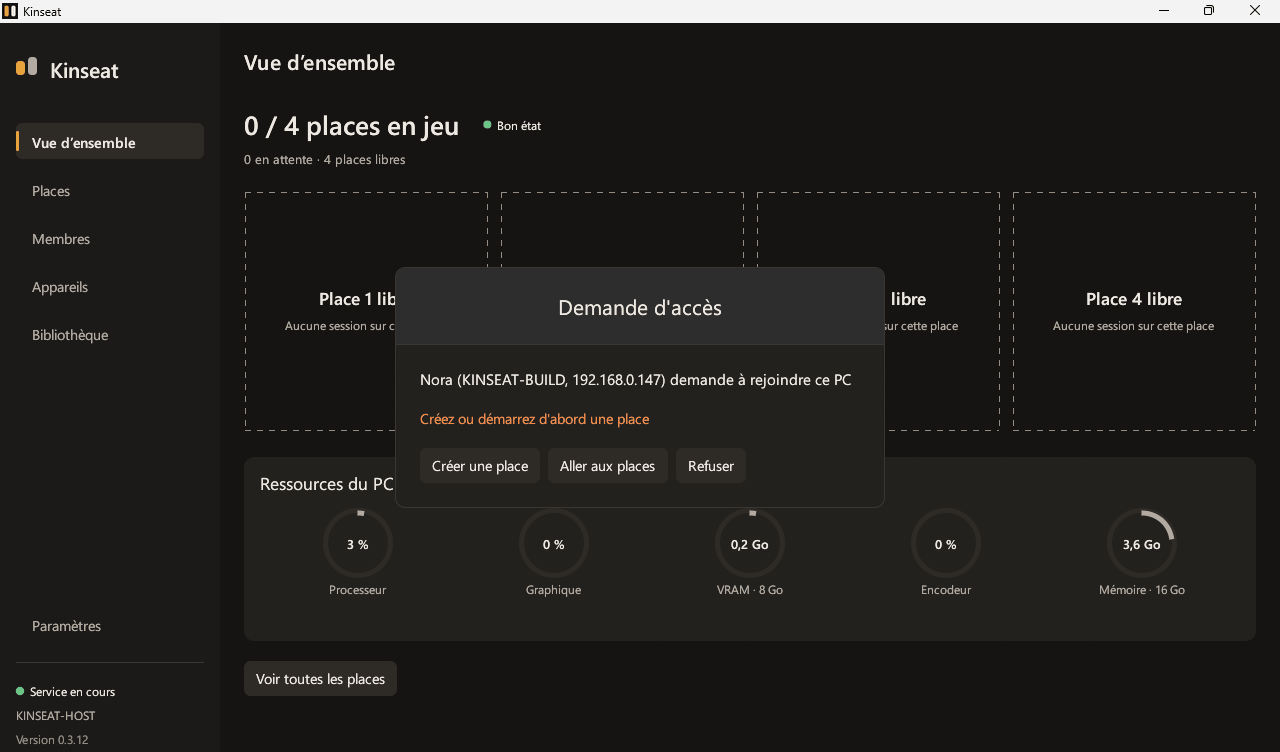 Kinseat
Kinseat
Vue d'ensemble
Places
Membres
Appareils
Bibliothèque
Paramètres
Service en cours
KINSEAT-HOST
Version 0.3.12
Vue d'ensemble
0 / 4 places en jeu
Bon état
0 en attente · 4 places libres
Place 1
Aucune session sur
libre
sur cette place
Place 4 libre
Aucune session sur cette place
Demande d'accès
Nora (KINSEAT-BUILD, 192.168.0.147) demande à rejoindre ce PC
Créez ou démarrez d'abord une place
Créer une place
Aller aux places
Refuser
Ressources du PC
3 %
Processeur
0 %
Graphique
0,2 Go
VRAM · 8 Go
0 %
Encodeur
3,6 Go
Mémoire · 16 Go
Voir toutes les places